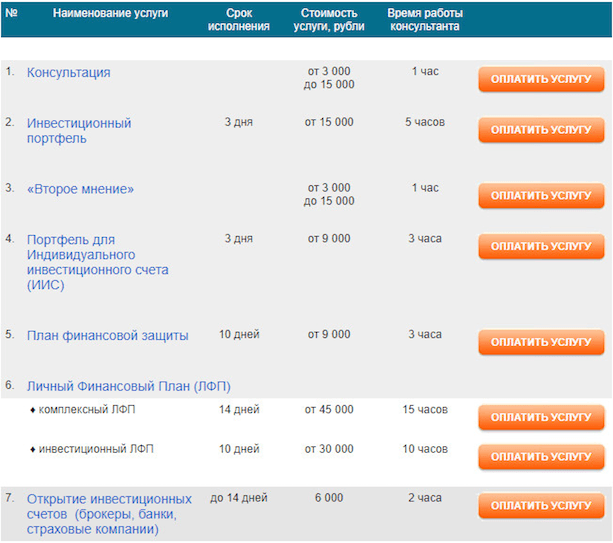 № Наименование услуги Срок исполнения Стоимость услуги, рубли Время работы консультанта
1. Консультация от 3 000 до 15 000 1 час ОПЛАТИТЬ УСЛУГУ
2. Инвестиционный портфель 3 дня от 15 000 5 часов ОПЛАТИТЬ УСЛУГУ
3. «Второе мнение» от 3 000 до 15 000 1 час ОПЛАТИТЬ УСЛУГУ
4. Портфель для Индивидуального инвестиционного счета (ИИС) 3 дня от 9 000 3 часа ОПЛАТИТЬ УСЛУГУ
5. План финансовой защиты 10 дней от 9 000 3 часа ОПЛАТИТЬ УСЛУГУ
6. Личный Финансовый План (ЛФП)
♦ комплексный ЛФП 14 дней от 45 000 15 часов ОПЛАТИТЬ УСЛУГУ
♦ инвестиционный ЛФП 10 дней от 30 000 10 часов ОПЛАТИТЬ УСЛУГУ
7. Открытие инвестиционных счетов (брокеры, банки, страховые компании) до 14 дней 6 000 2 часа ОПЛАТИТЬ УСЛУГУ